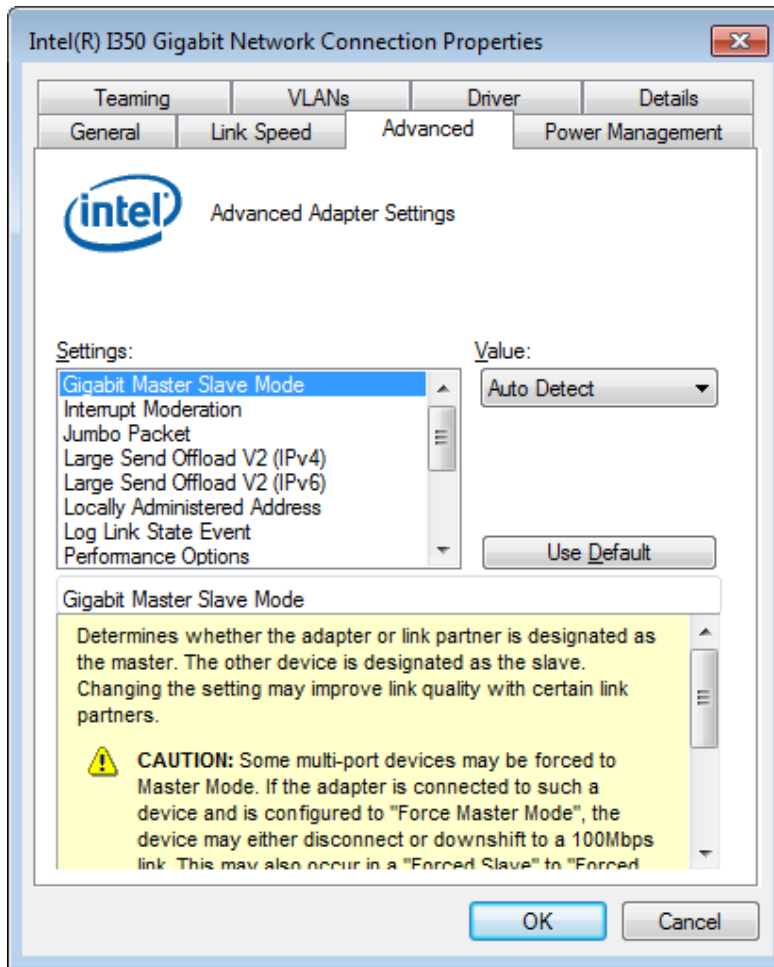 Intel(R) I350 Gigabit Network Connection Properties
Teaming VLANs Driver Details
General Link Speed Advanced Power Management
intel Advanced Adapter Settings
Settings: Value:
Gigabit Master Slave Mode Auto Detect
Interrupt Moderation
Jumbo Packet
Large Send Offload V2 (IPv4)
Large Send Offload V2 (IPv6)
Locally Administered Address
Log Link State Event
Performance Options Use Default
Gigabit Master Slave Mode
Determines whether the adapter or link partner is designated as
the master. The other device is designated as the slave.
Changing the setting may improve link quality with certain link
partners.
CAUTION: Some multi-port devices may be forced to
Master Mode. If the adapter is connected to such a
device and is configured to "Force Master Mode", the
device may either disconnect or downshift to a 100Mbps
link. This may also occur in a "Forced Slave" to "Forced
OK Cancel